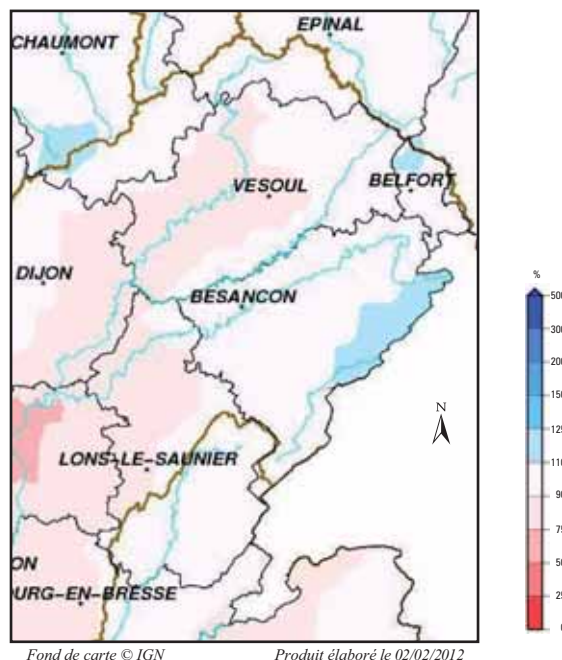 EPINAL
CHAUMONT
VESOUL
BELFORT
DIJON
BESANCON
LONS-LE-SAUNIER
ON
URG-EN-BRESSE
N
%
500
300
200
150
125
110
90
75
50
25
0
Fond de carte © IGN
Produit élaboré le 02/02/2012